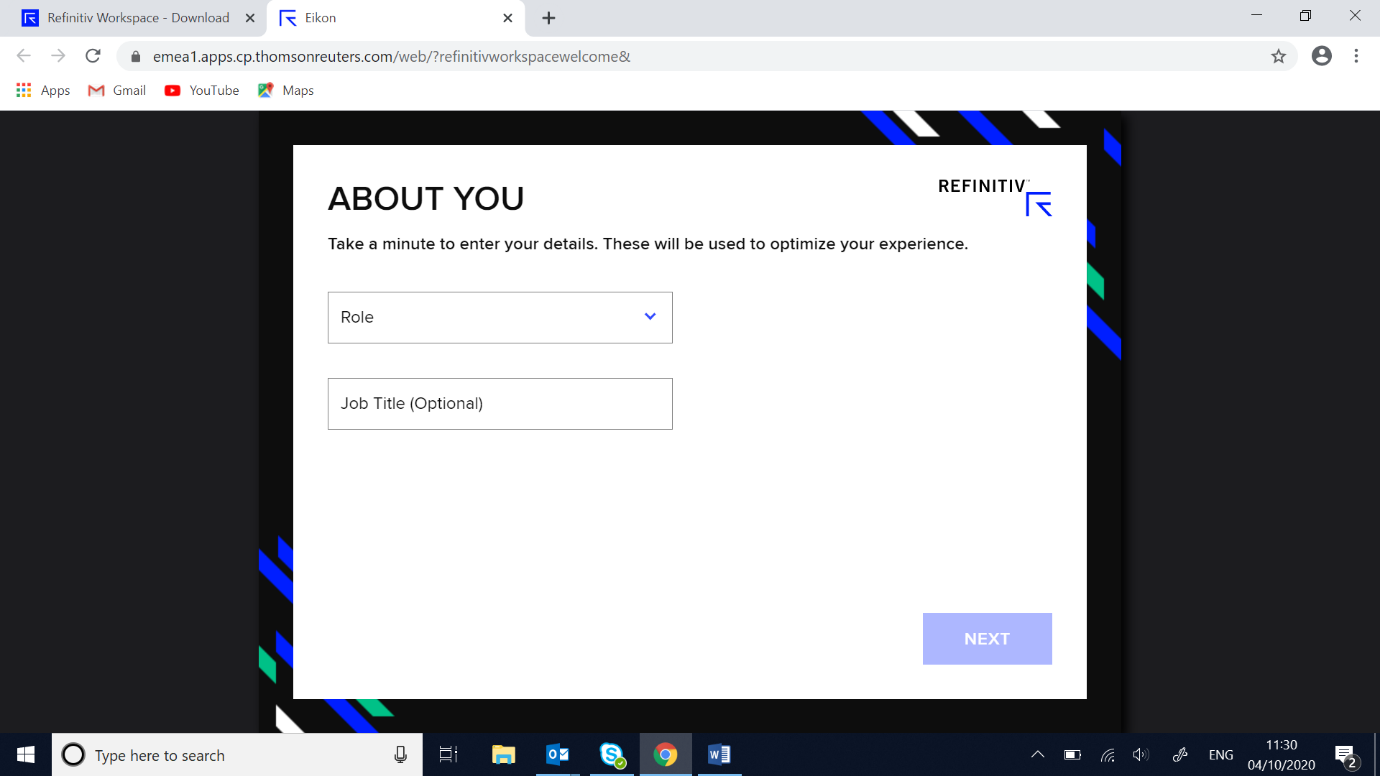 Refinitiv Workspace - Download
Eikon
emea1.apps.cp.thomsonreuters.com/web/?refinitivworkspacewelcome&
Apps
Gmail
YouTube
Maps
REFINITIV
ABOUT YOU
Take a minute to enter your details. These will be used to optimize your experience.
Role
Job Title (Optional)
NEXT
Type here to search
ENG
11:30
04/10/2020
2